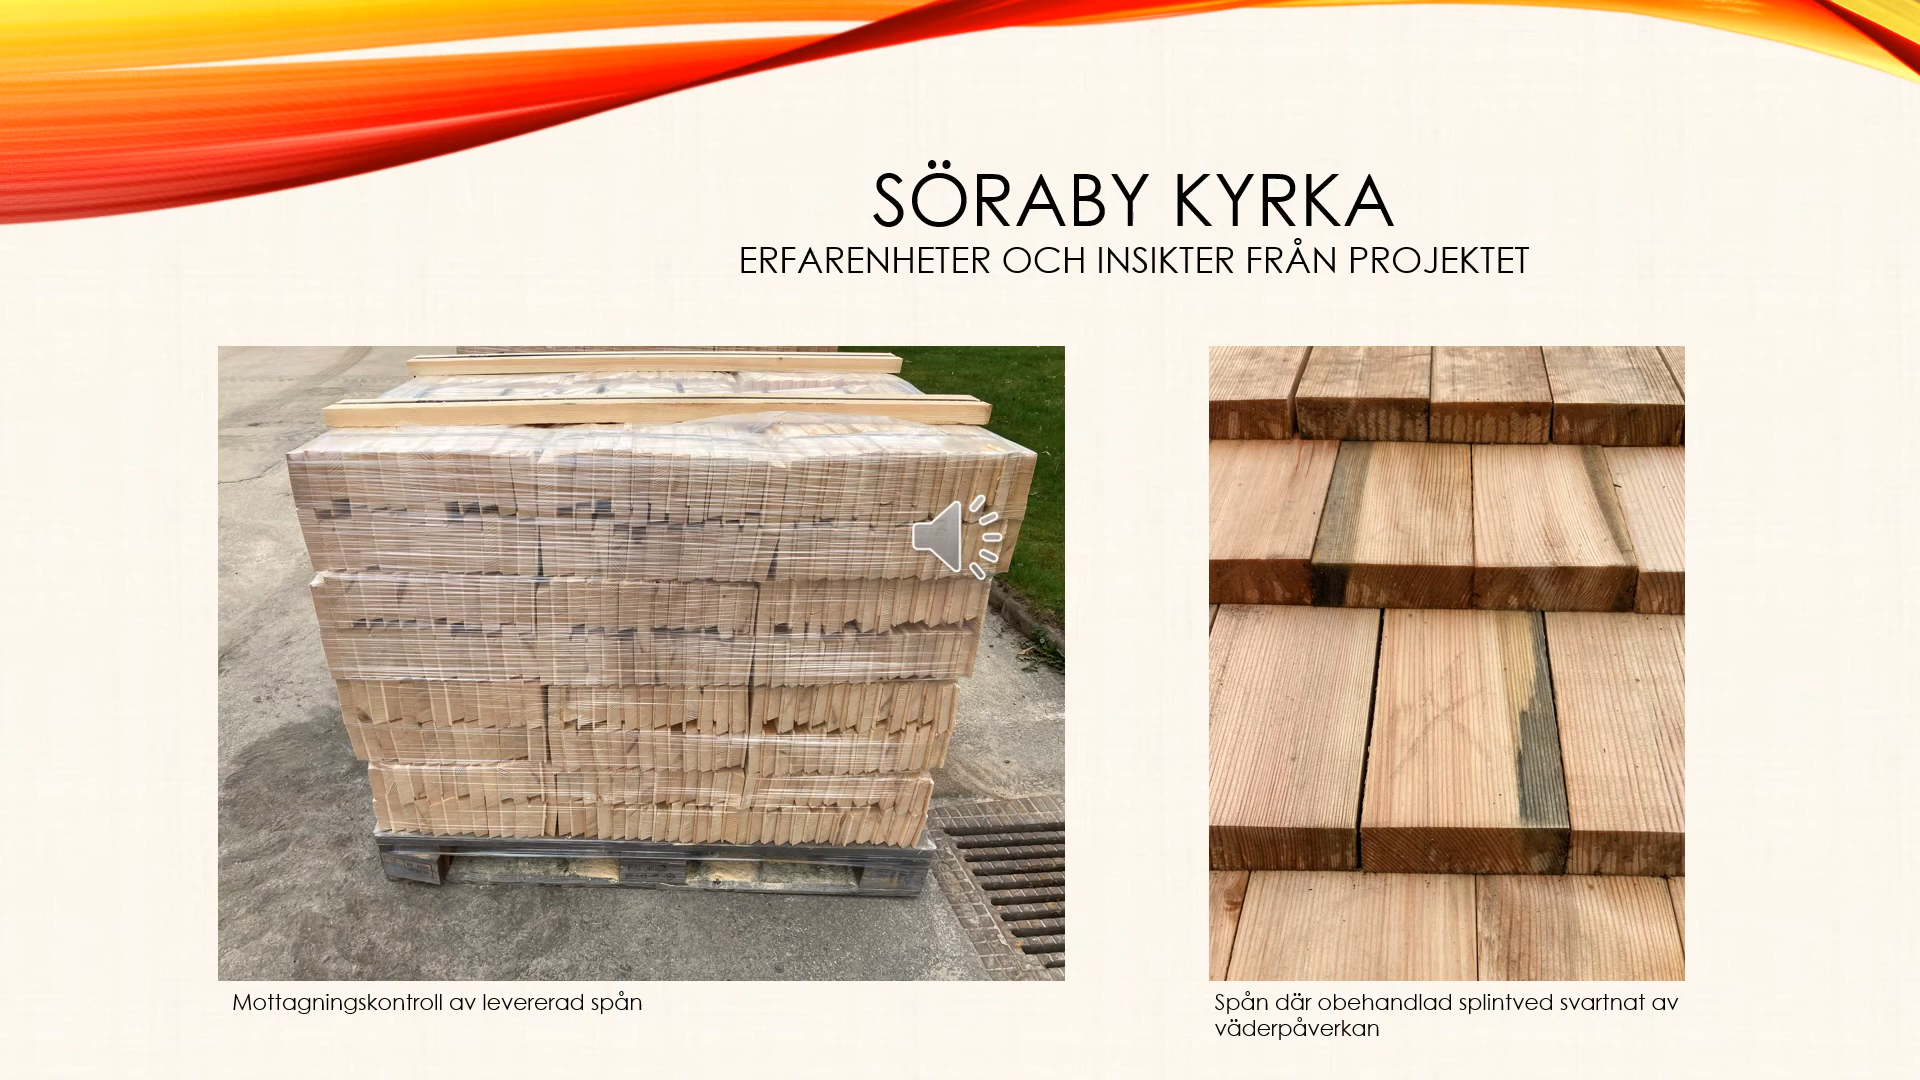 SÖRABY KYRKA
ERFARENHETER OCH INSIKTER FRÅN PROJEKTET
Mottagningskontroll av levererad spån
Spån där obehandlad splintved svartnat av
väderpåverkan